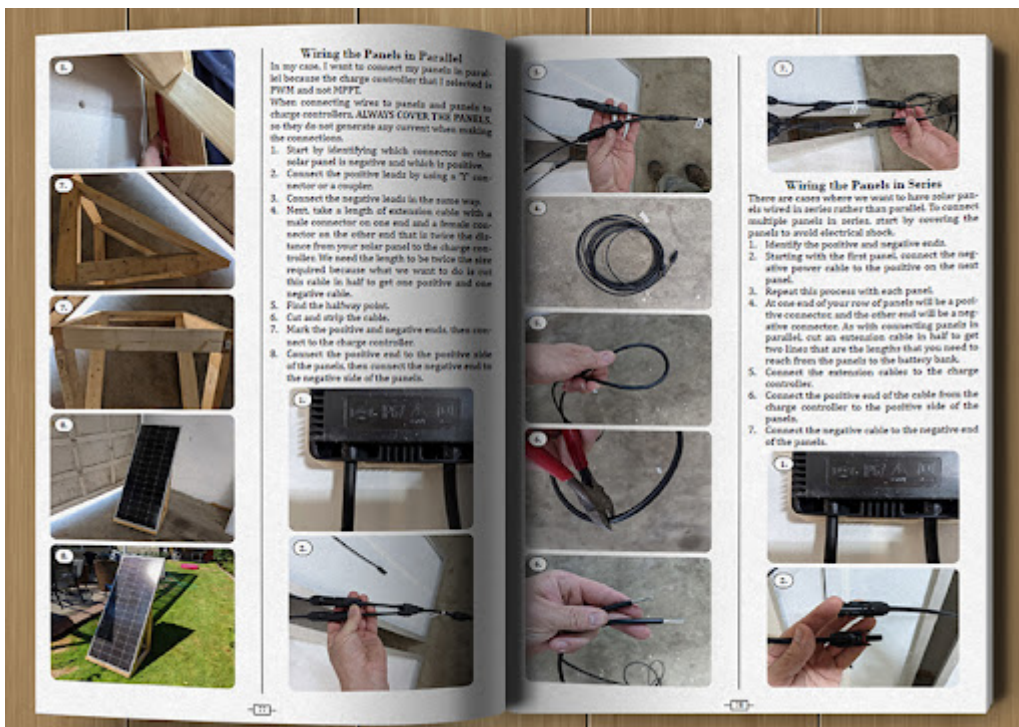 Wiring the Panels in Parallel
In my case, I want to connect my panels in paral-
lel because the charge controller that I selected is
PWM and not MPPT.
When connecting wires to panels and panels to
charge controllers, ALWAYS COVER THE PANELS,
so they do not generate any current when making
the connections.
1. Start by identifying which connector on the
solar panel is negative and which is positive.
2. Connect the positive leads by using a "Y" con-
nector or a coupler.
3. Connect the negative leads in the same way.
4. Next, take a length of extension cable with a
male connector on one end and a female con-
nector on the other end that is twice the dis-
tance from your solar panel to the charge con-
troller. We need the length to be twice the size
required because what we want to do is cut
this cable in half to get one positive and one
negative cable.
5. Find the halfway point.
6. Cut and strip the cable.
7. Mark the positive and negative ends, then con-
nect to the charge controller.
8. Connect the positive end to the positive side
of the panels, then connect the negative end to
the negative side of the panels.
1.
2.
77
3.
4.
5.
6.
Wiring the Panels in Series
There are cases where we want to have solar pan-
els wired in series rather than parallel. To connect
multiple panels in series, start by covering the
panels to avoid electrical shock.
1. Identify the positive and negative ends.
2. Starting with the first panel, connect the neg-
ative power cable to the positive on the next
panel.
3. Repeat this process with each panel.
4. At one end of your row of panels will be a posi-
tive connector, and the other end will be a neg-
ative connector. As with connecting panels in
parallel, cut an extension cable in half to get
two lines that are the lengths that you need to
reach from the panels to the battery bank.
5. Connect the extension cables to the charge
controller.
6. Connect the positive end of the cable from the
charge controller to the positive side of the
panels.
7. Connect the negative cable to the negative end
of the panels.
1.
2.
78